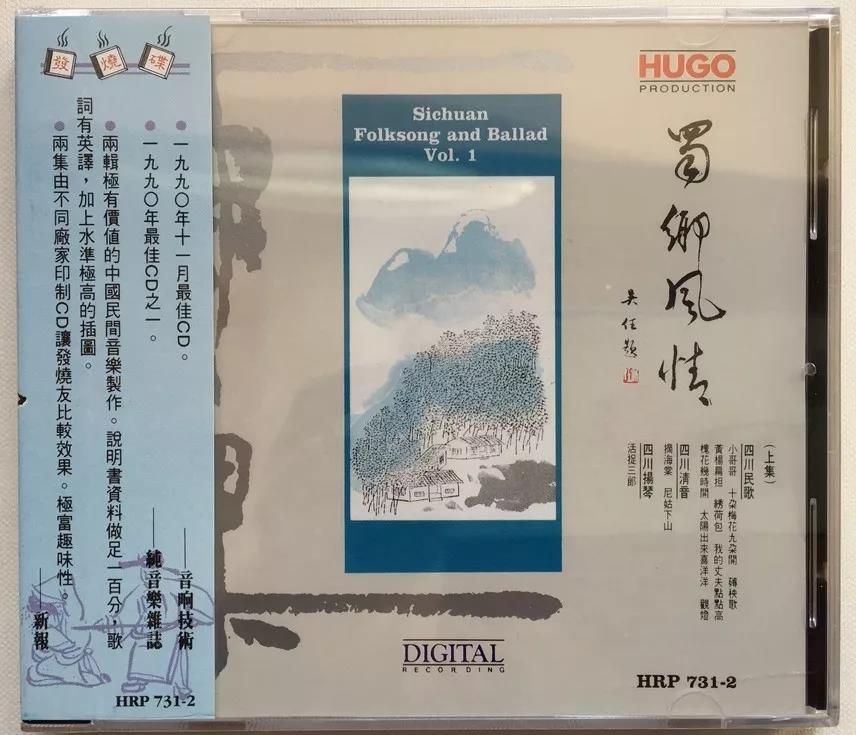 發燒碟
一九九〇年十一月最佳CD。
——音响技術
一九九〇年最佳CD之一。
——純音樂雜誌
兩輯極有價值的中國民間音樂製作。說明書資料做足一百分，歌
詞有英譯，加上水準極高的插圖。
兩集由不同廠家印制CD讓發燒友比較效果。極富趣味性。
——新報
HRP 731-2
Sichuan
Folksong and Ballad
Vol. 1
HUGO
PRODUCTION
蜀鄉風情
吴任題
(上集)
四川民歌
小哥哥 十朶梅花九朶開 薅秧歌
黃楊扁担 綉荷包 我的丈夫點點高
槐花幾時開 太陽出來喜洋洋 觀燈
四川清音
摘海棠 尼姑下山
四川揚琴
活捉三郎
DIGITAL
RECORDING
HRP 731-2